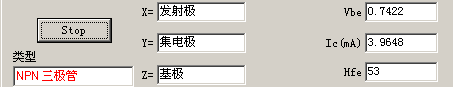 X= 发射极 Vbe 0.7422
Stop
Y= 集电极 Ic(mA) 3.9648
类型
NPN 三极管 Z= 基极 Hfe 53